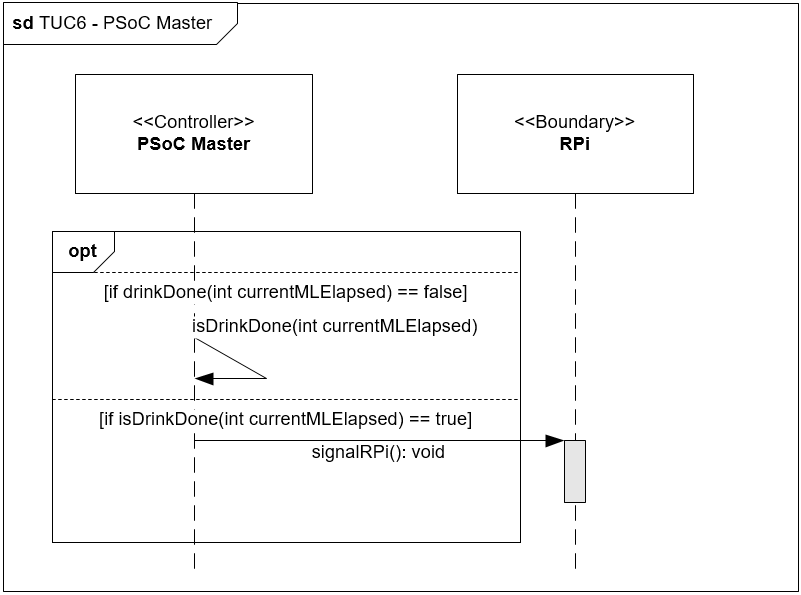 sd TUC6 - PSoC Master
<<Controller>>
PSoC Master
<<Boundary>>
RPi
opt
[if drinkDone(int currentMLElapsed) == false]
isDrinkDone(int currentMLElapsed)
[if isDrinkDone(int currentMLElapsed) == true]
signalRPi(): void